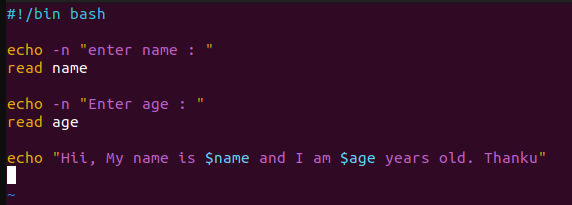 #!/bin bash
echo -n "enter name : "
read name
echo -n "Enter age : "
read age
echo "Hii, My name is $name and I am $age years old. Thanku"
~